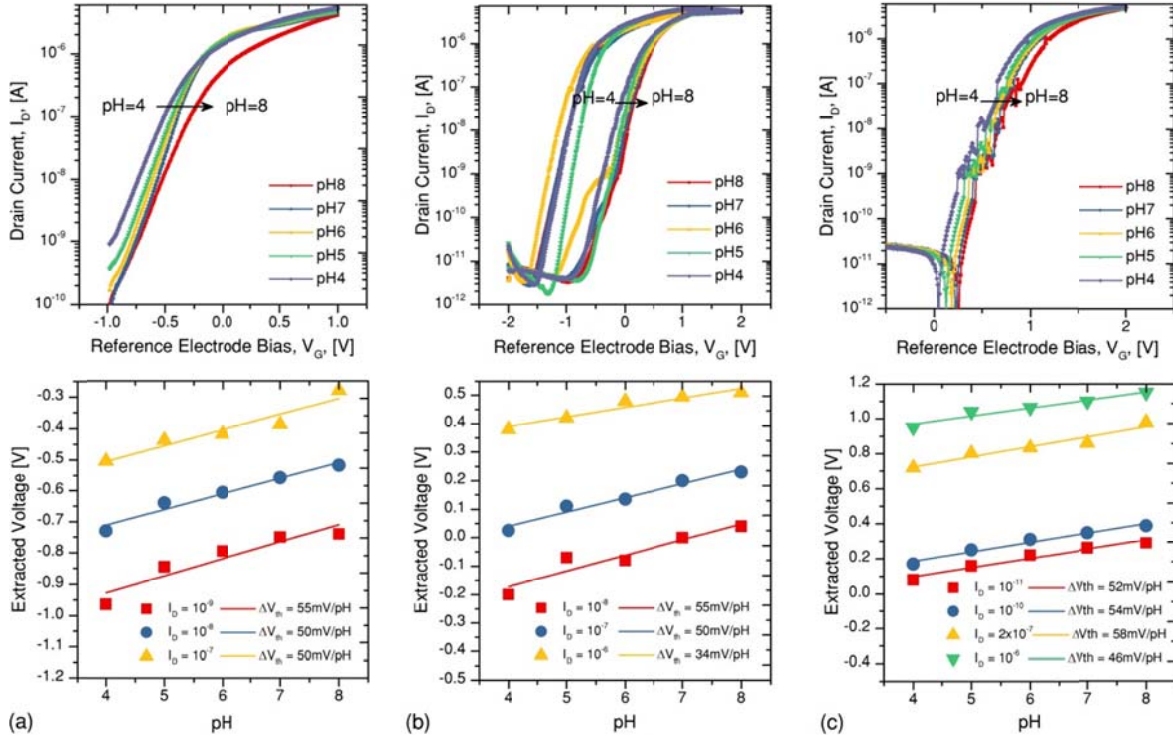 Drain Current, I_D, [A]
10^-6
10^-7
10^-8
10^-9
10^-10
pH=4
pH=8
pH8
pH7
pH6
pH5
pH4
-1.0 -0.5 0.0 0.5 1.0
Reference Electrode Bias, V_G, [V]
Drain Current, I_D, [A]
10^-6
10^-7
10^-8
10^-9
10^-10
10^-11
10^-12
pH=4
pH=8
pH8
pH7
pH6
pH5
pH4
-2 -1 0 1 2
Reference Electrode Bias, V_G, [V]
Drain Current, I_D, [A]
10^-6
10^-7
10^-8
10^-9
10^-10
10^-11
10^-12
pH=4
pH=8
pH8
pH7
pH6
pH5
pH4
0 1 2
Reference Electrode Bias, V_G, [V]
Extracted Voltage [V]
-0.3
-0.4
-0.5
-0.6
-0.7
-0.8
-0.9
-1.0
-1.1
-1.2
I_D = 10^-9 ΔV_th = 55mV/pH
I_D = 10^-8 ΔV_th = 50mV/pH
I_D = 10^-7 ΔV_th = 50mV/pH
4 5 6 7 8
(a)
pH
Extracted Voltage [V]
0.5
0.4
0.3
0.2
0.1
0.0
-0.1
-0.2
-0.3
-0.4
-0.5
I_D = 10^-8 ΔV_th = 55mV/pH
I_D = 10^-7 ΔV_th = 50mV/pH
I_D = 10^-6 ΔV_th = 34mV/pH
4 5 6 7 8
(b)
pH
Extracted Voltage [V]
1.2
1.0
0.8
0.6
0.4
0.2
0.0
-0.2
-0.4
I_D = 10^-11 ΔVth = 52mV/pH
I_D = 10^-10 ΔVth = 54mV/pH
I_D = 2x10^-7 ΔVth = 58mV/pH
I_D = 10^-6 ΔVth = 46mV/pH
4 5 6 7 8
(c)
pH